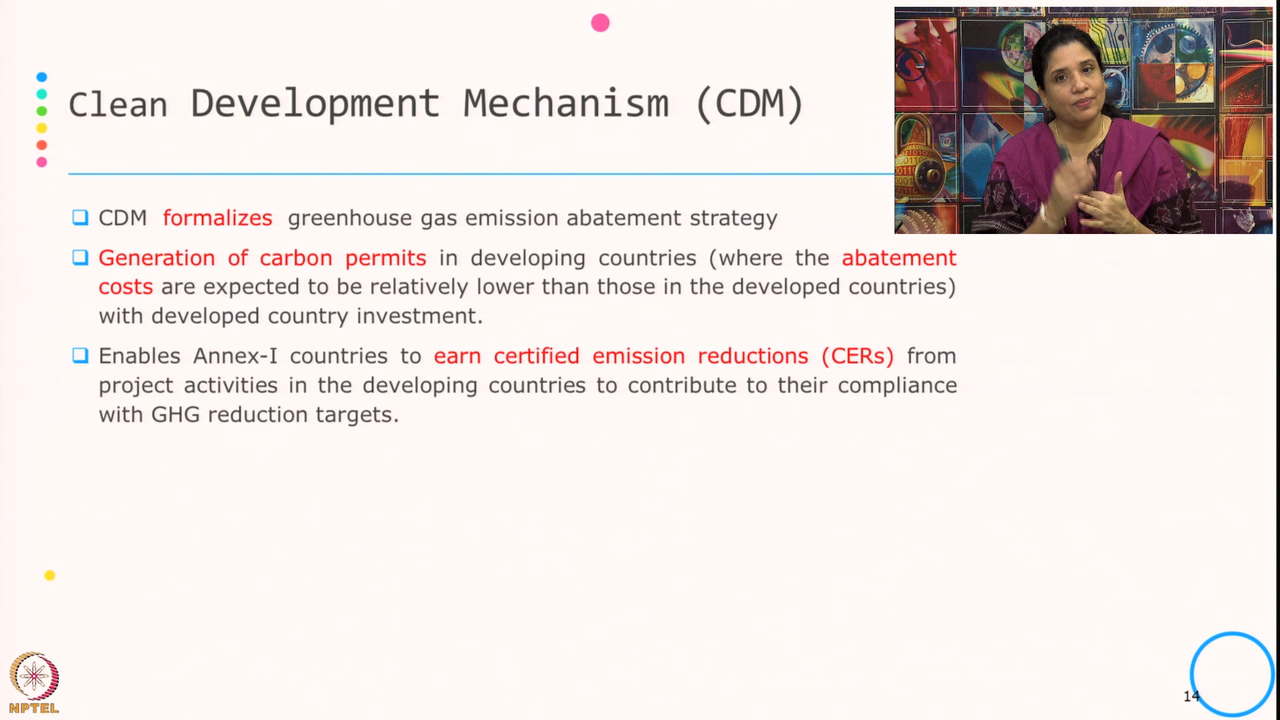 Clean Development Mechanism (CDM)
CDM formalizes greenhouse gas emission abatement strategy
Generation of carbon permits in developing countries (where the abatement
costs are expected to be relatively lower than those in the developed countries)
with developed country investment.
Enables Annex-I countries to earn certified emission reductions (CERs) from
project activities in the developing countries to contribute to their compliance
with GHG reduction targets.
NPTEL
14